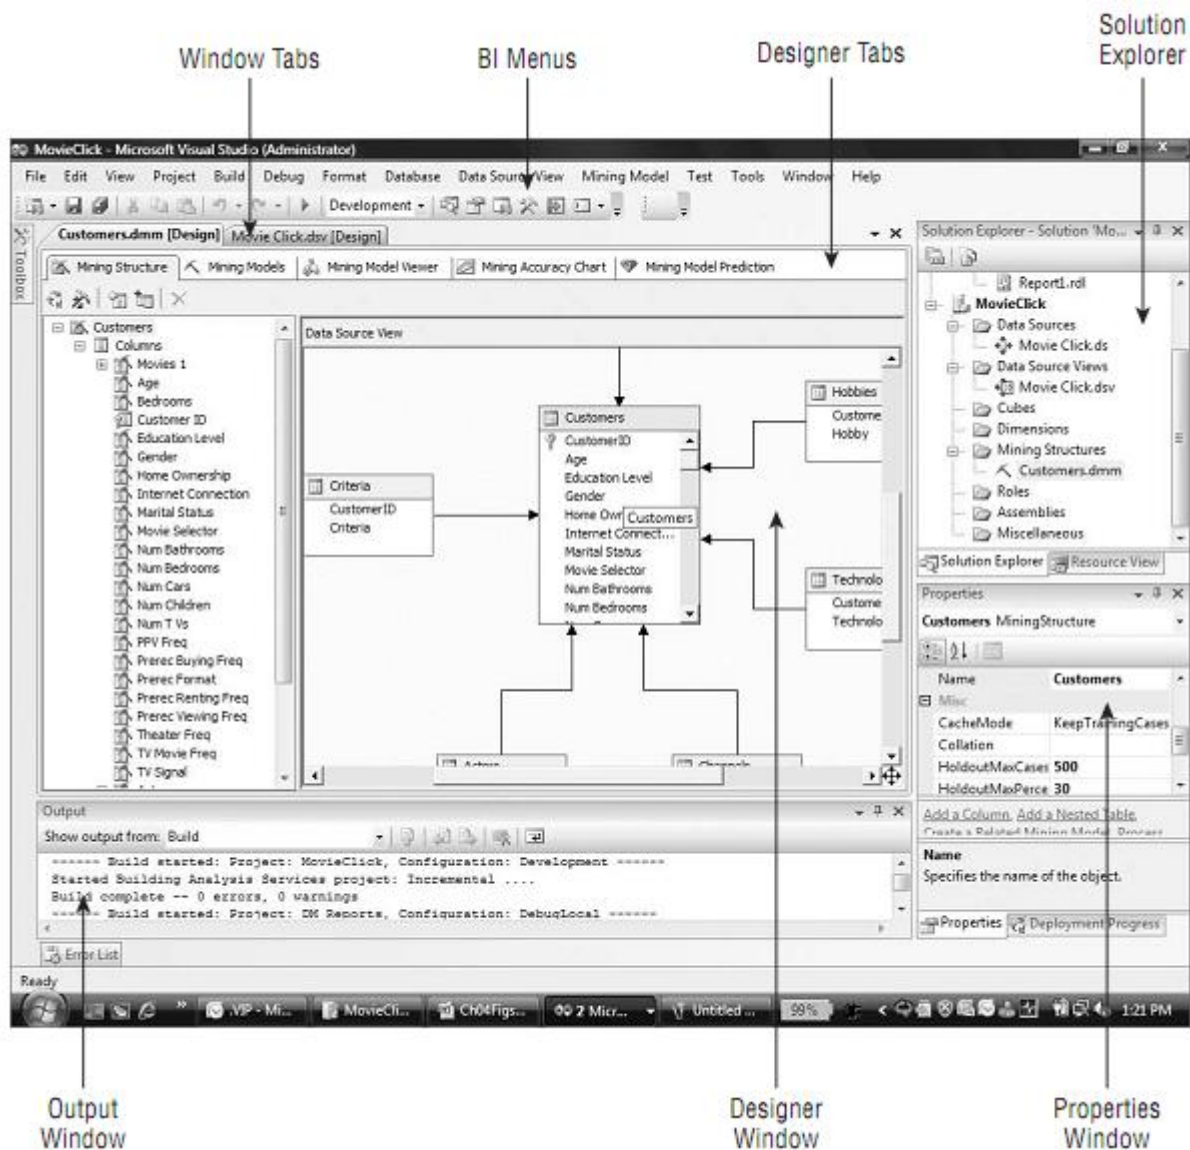 Window Tabs
BI Menus
Designer Tabs
Solution
Explorer
MovieClick - Microsoft Visual Studio (Administrator)
File Edit View Project Build Debug Format Database Data Source View Mining Model Test Tools Window Help
Development
Customers.dmm [Design] Movie Click.dsv [Design]
Toolbox
Mining Structure Mining Models Mining Model Viewer Mining Accuracy Chart Mining Model Prediction
Customers
Columns
Movies 1
Age
Bedrooms
Customer ID
Education Level
Gender
Home Ownership
Internet Connection
Marital Status
Movie Selector
Num Bathrooms
Num Bedrooms
Num Cars
Num Children
Num T Vs
PPV Freq
Prerec Buying Freq
Prerec Format
Prerec Renting Freq
Prerec Viewing Freq
Theater Freq
TV Movie Freq
TV Signal
Data Source View
Criteria
CustomerID
Criteria
Customers
CustomerID
Age
Education Level
Gender
Home Owr
Customers
Internet Connect...
Marital Status
Movie Selector
Num Bathrooms
Num Bedrooms
Hobbies
Custome
Hobby
Technolo
Custome
Technolo
Actors
Channels
Solution Explorer - Solution 'Mo...
Report1.rdl
MovieClick
Data Sources
Movie Click.ds
Data Source Views
Movie Click.dsv
Cubes
Dimensions
Mining Structures
Customers.dmm
Roles
Assemblies
Miscellaneous
Solution Explorer Resource View
Properties
Customers MiningStructure
Name Customers
Misc
CacheMode KeepTrainingCases
Collation
HoldoutMaxCases 500
HoldoutMaxPerce 30
Add a Column, Add a Nested Table,
Create a Related Mining Model, Process
Name
Specifies the name of the object.
Properties Deployment Progress
Output
Show output from: Build
------ Build started: Project: MovieClick, Configuration: Development ------
Started Building Analysis Services project: Incremental ....
Build complete -- 0 errors, 0 warnings
------ Build started: Project: DM Reports, Configuration: DebugLocal ------
Error List
Ready
.VIP - Mi... MovieCli... Ch04Figs... 2 Micr... Untitled ... 99% 1:21 PM
Output
Window
Designer
Window
Properties
Window